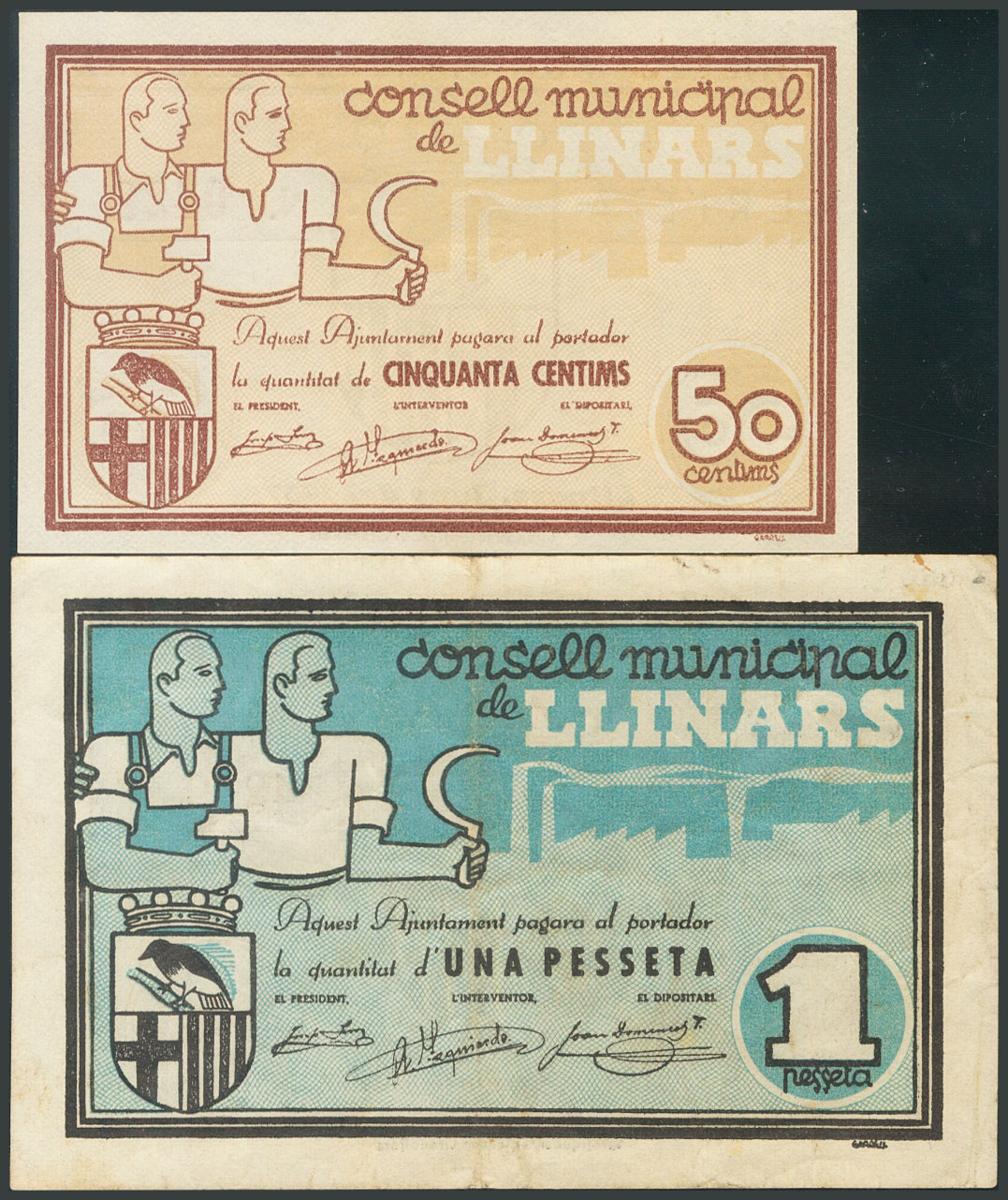 consell municipal
de LLINARS
Aquest Ajuntament pagara al portador
la quantitat de CINQUANTA CENTIMS
EL PRESIDENT, L'INTERVENTOR EL DIPOSITARI,
50
centims
consell municipal
de LLINARS
Aquest Ajuntament pagara al portador
la quantitat d'UNA PESSETA
EL PRESIDENT, L'INTERVENTOR, EL DIPOSITARI,
1
pesseta